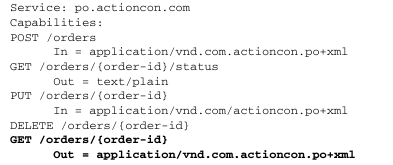 Service: po.actioncon.com
Capabilities:
POST /orders
In = application/vnd.com.actioncon.po+xml
GET /orders/{order-id}/status
Out = text/plain
PUT /orders/{order-id}
In = application/vnd.com/actioncon.po+xml
DELETE /orders/{order-id}
GET /orders/{order-id}
Out = application/vnd.com.actioncon.po+xml